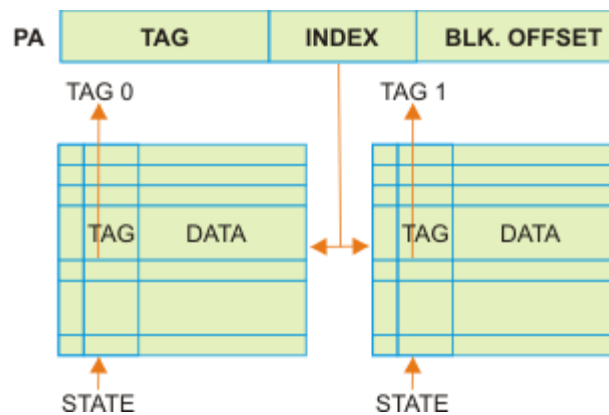 PA TAG INDEX BLK. OFFSET
TAG 0 TAG 1
TAG DATA TAG DATA
STATE STATE